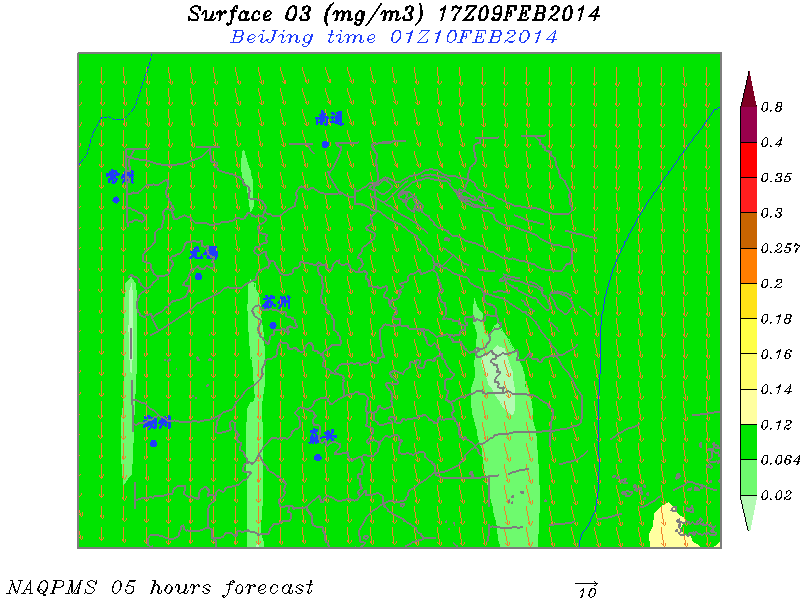 Surface O3 (mg/m3) 17Z09FEB2014
BeiJing time 01Z10FEB2014
南通
常州
无锡
苏州
湖州
嘉兴
0.8
0.4
0.35
0.3
0.257
0.2
0.18
0.16
0.14
0.12
0.064
0.02
NAQPMS 05 hours forecast
10